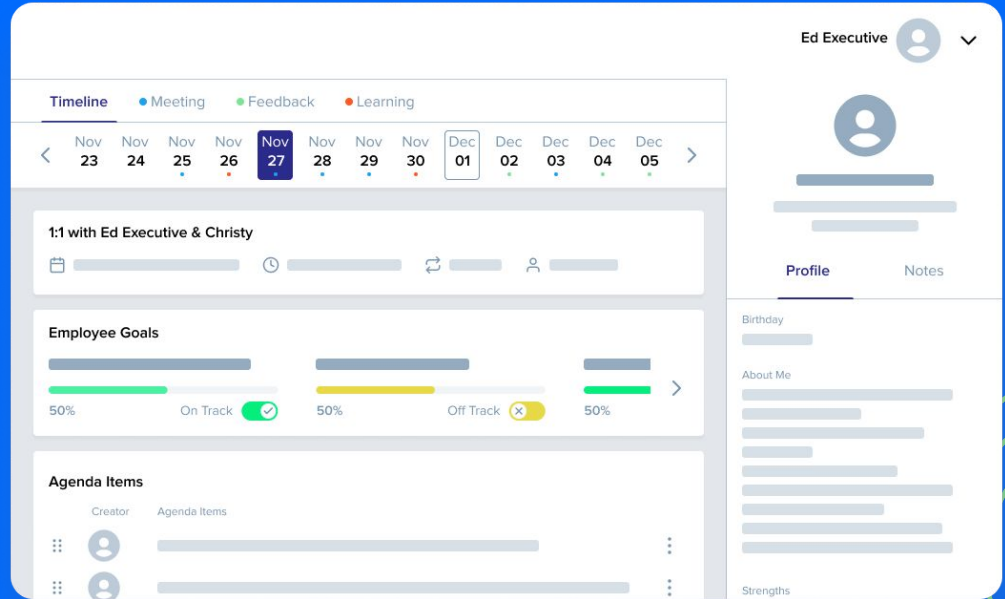 Ed Executive
Timeline Meeting Feedback Learning
Nov Nov Nov Nov Nov Nov Nov Nov Dec Dec Dec Dec Dec
23 24 25 26 27 28 29 30 01 02 03 04 05
1:1 with Ed Executive & Christy
Employee Goals
50% On Track 50% Off Track 50%
Agenda Items
Creator Agenda Items
Profile Notes
Birthday
About Me
Strengths